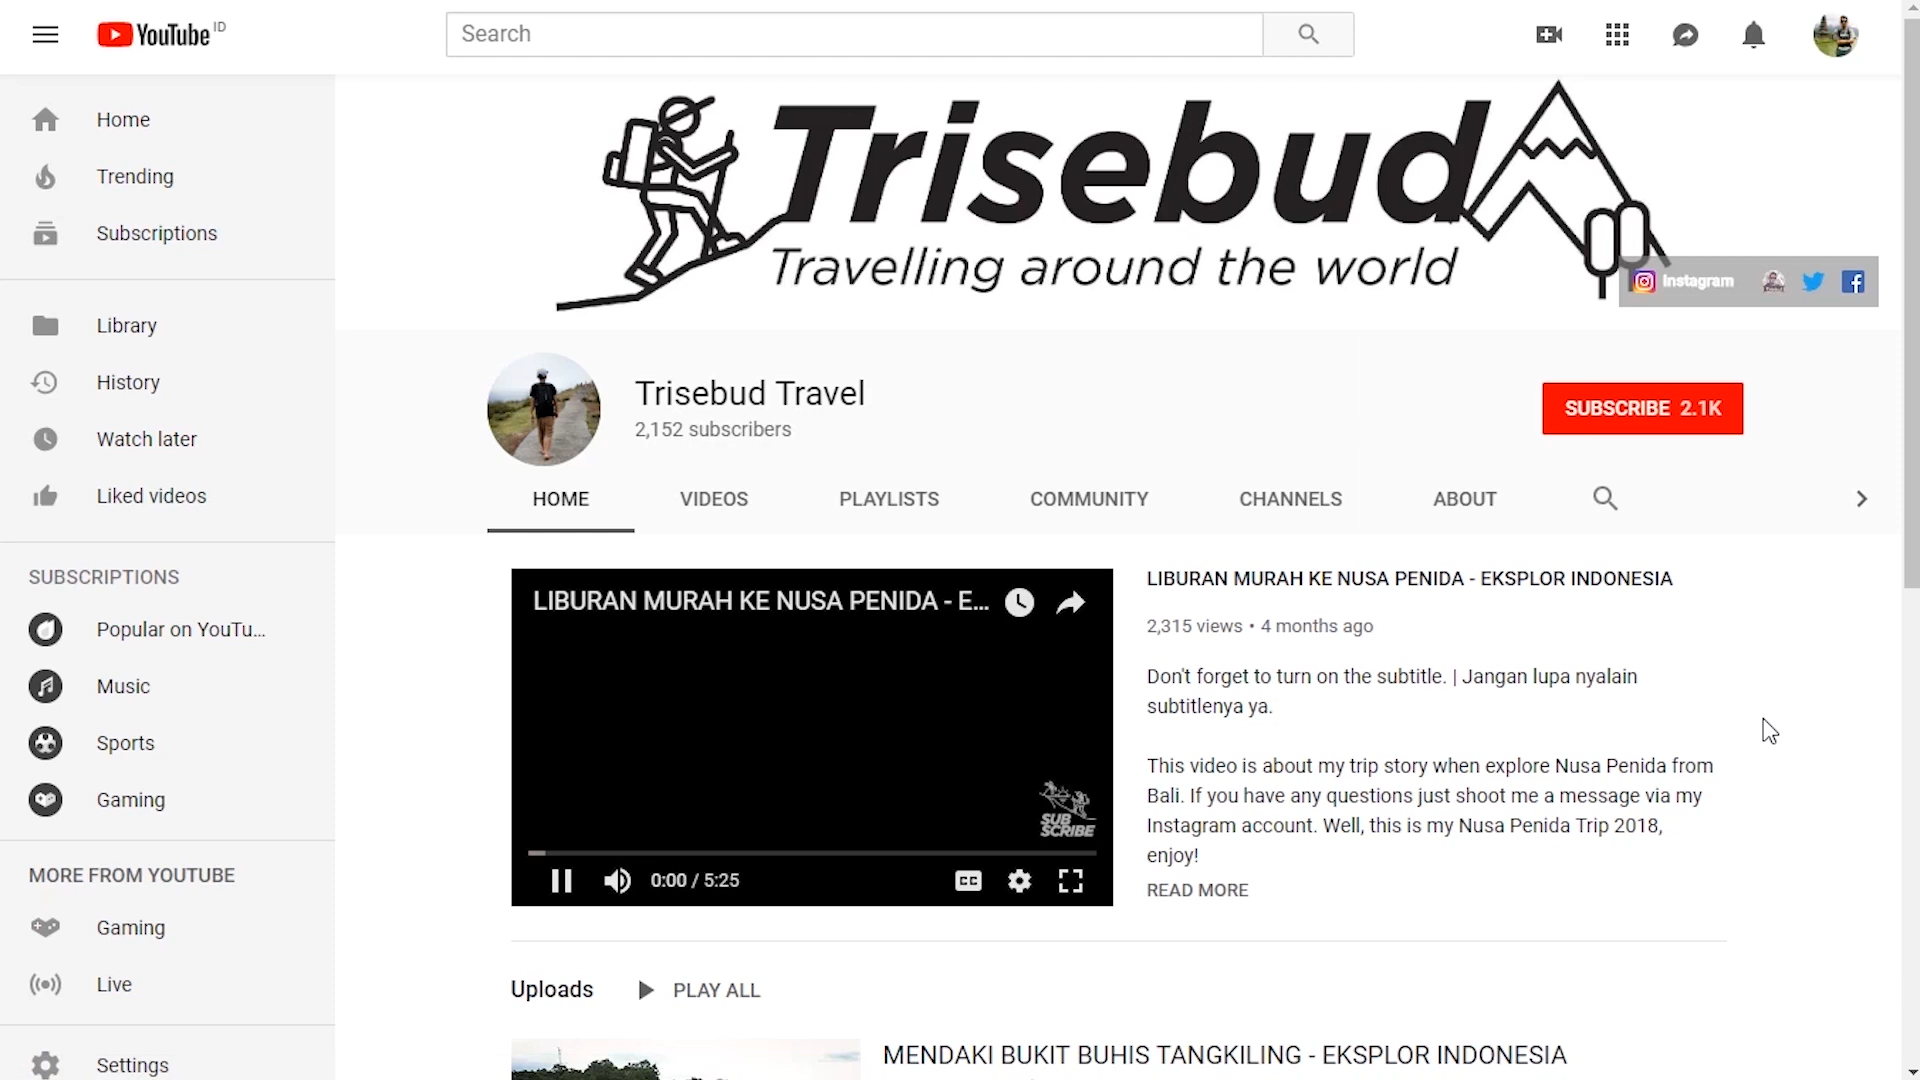 YouTube ID
Search
Home
Trending
Subscriptions
Library
History
Watch later
Liked videos
SUBSCRIPTIONS
Popular on YouTu...
Music
Sports
Gaming
MORE FROM YOUTUBE
Gaming
Live
Settings
Trisebud
Travelling around the world
Instagram
Trisebud Travel
2,152 subscribers
SUBSCRIBE 2.1K
HOME VIDEOS PLAYLISTS COMMUNITY CHANNELS ABOUT
LIBURAN MURAH KE NUSA PENIDA - E...
SUB
SCRIBE
0:00 / 5:25
CC
LIBURAN MURAH KE NUSA PENIDA - EKSPLOR INDONESIA
2,315 views • 4 months ago
Don't forget to turn on the subtitle. | Jangan lupa nyalain
subtitlenya ya.
This video is about my trip story when explore Nusa Penida from
Bali. If you have any questions just shoot me a message via my
Instagram account. Well, this is my Nusa Penida Trip 2018,
enjoy!
READ MORE
Uploads PLAY ALL
MENDAKI BUKIT BUHIS TANGKILING - EKSPLOR INDONESIA